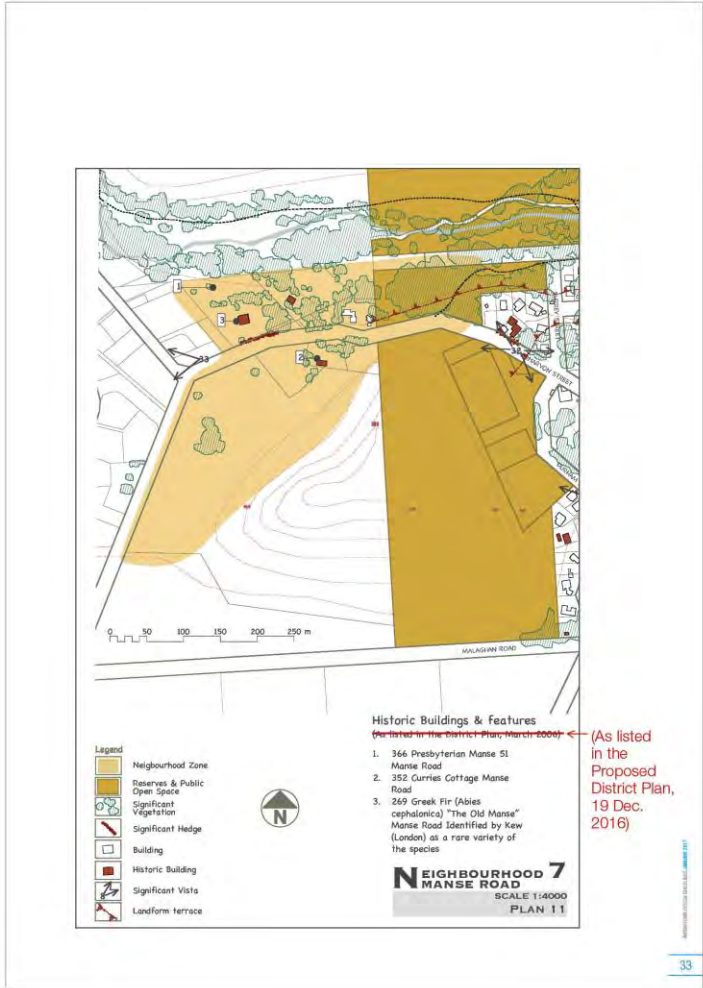 1
3
2
33
32
MALAGHAN ROAD
0 50 100 150 200 250 m
Historic Buildings & features
(As listed in the District Plan, March 2006)
(As listed
in the
Proposed
District Plan,
19 Dec.
2016)
1. 366 Presbyterian Manse 51
Manse Road
2. 352 Curries Cottage Manse
Road
3. 269 Greek Fir (Abies
cephalonica) "The Old Manse"
Manse Road Identified by Kew
(London) as a rare variety of
the species
Legend
Neigbourhood Zone
Reserves & Public
Open Space
Significant
Vegetation
Significant Hedge
Building
Historic Building
Significant Vista
Landform terrace
N
NEIGHBOURHOOD 7
MANSE ROAD
SCALE 1:4000
PLAN 11
33